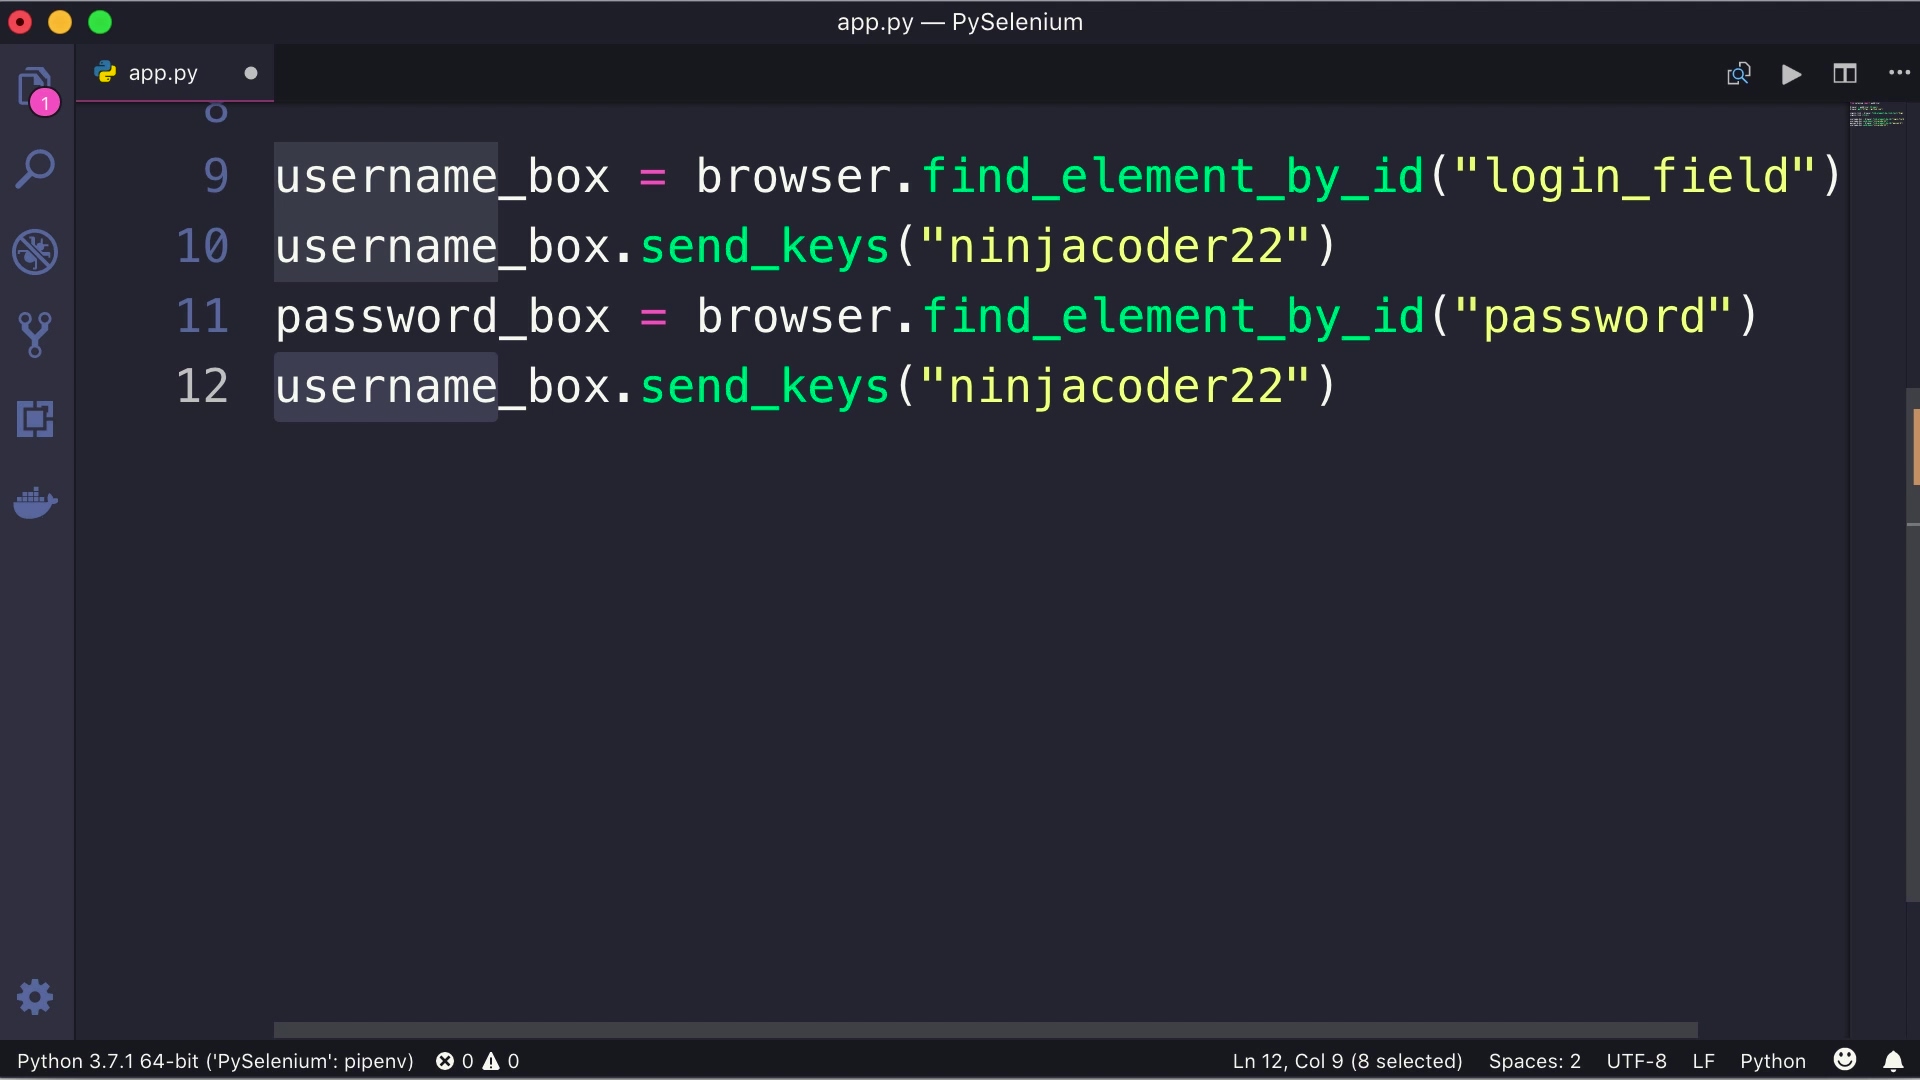 app.py — PySelenium
app.py
1
8
9 username_box = browser.find_element_by_id("login_field")
10 username_box.send_keys("ninjacoder22")
11 password_box = browser.find_element_by_id("password")
12 username_box.send_keys("ninjacoder22")
Python 3.7.1 64-bit ('PySelenium': pipenv) 0 0 Ln 12, Col 9 (8 selected) Spaces: 2 UTF-8 LF Python